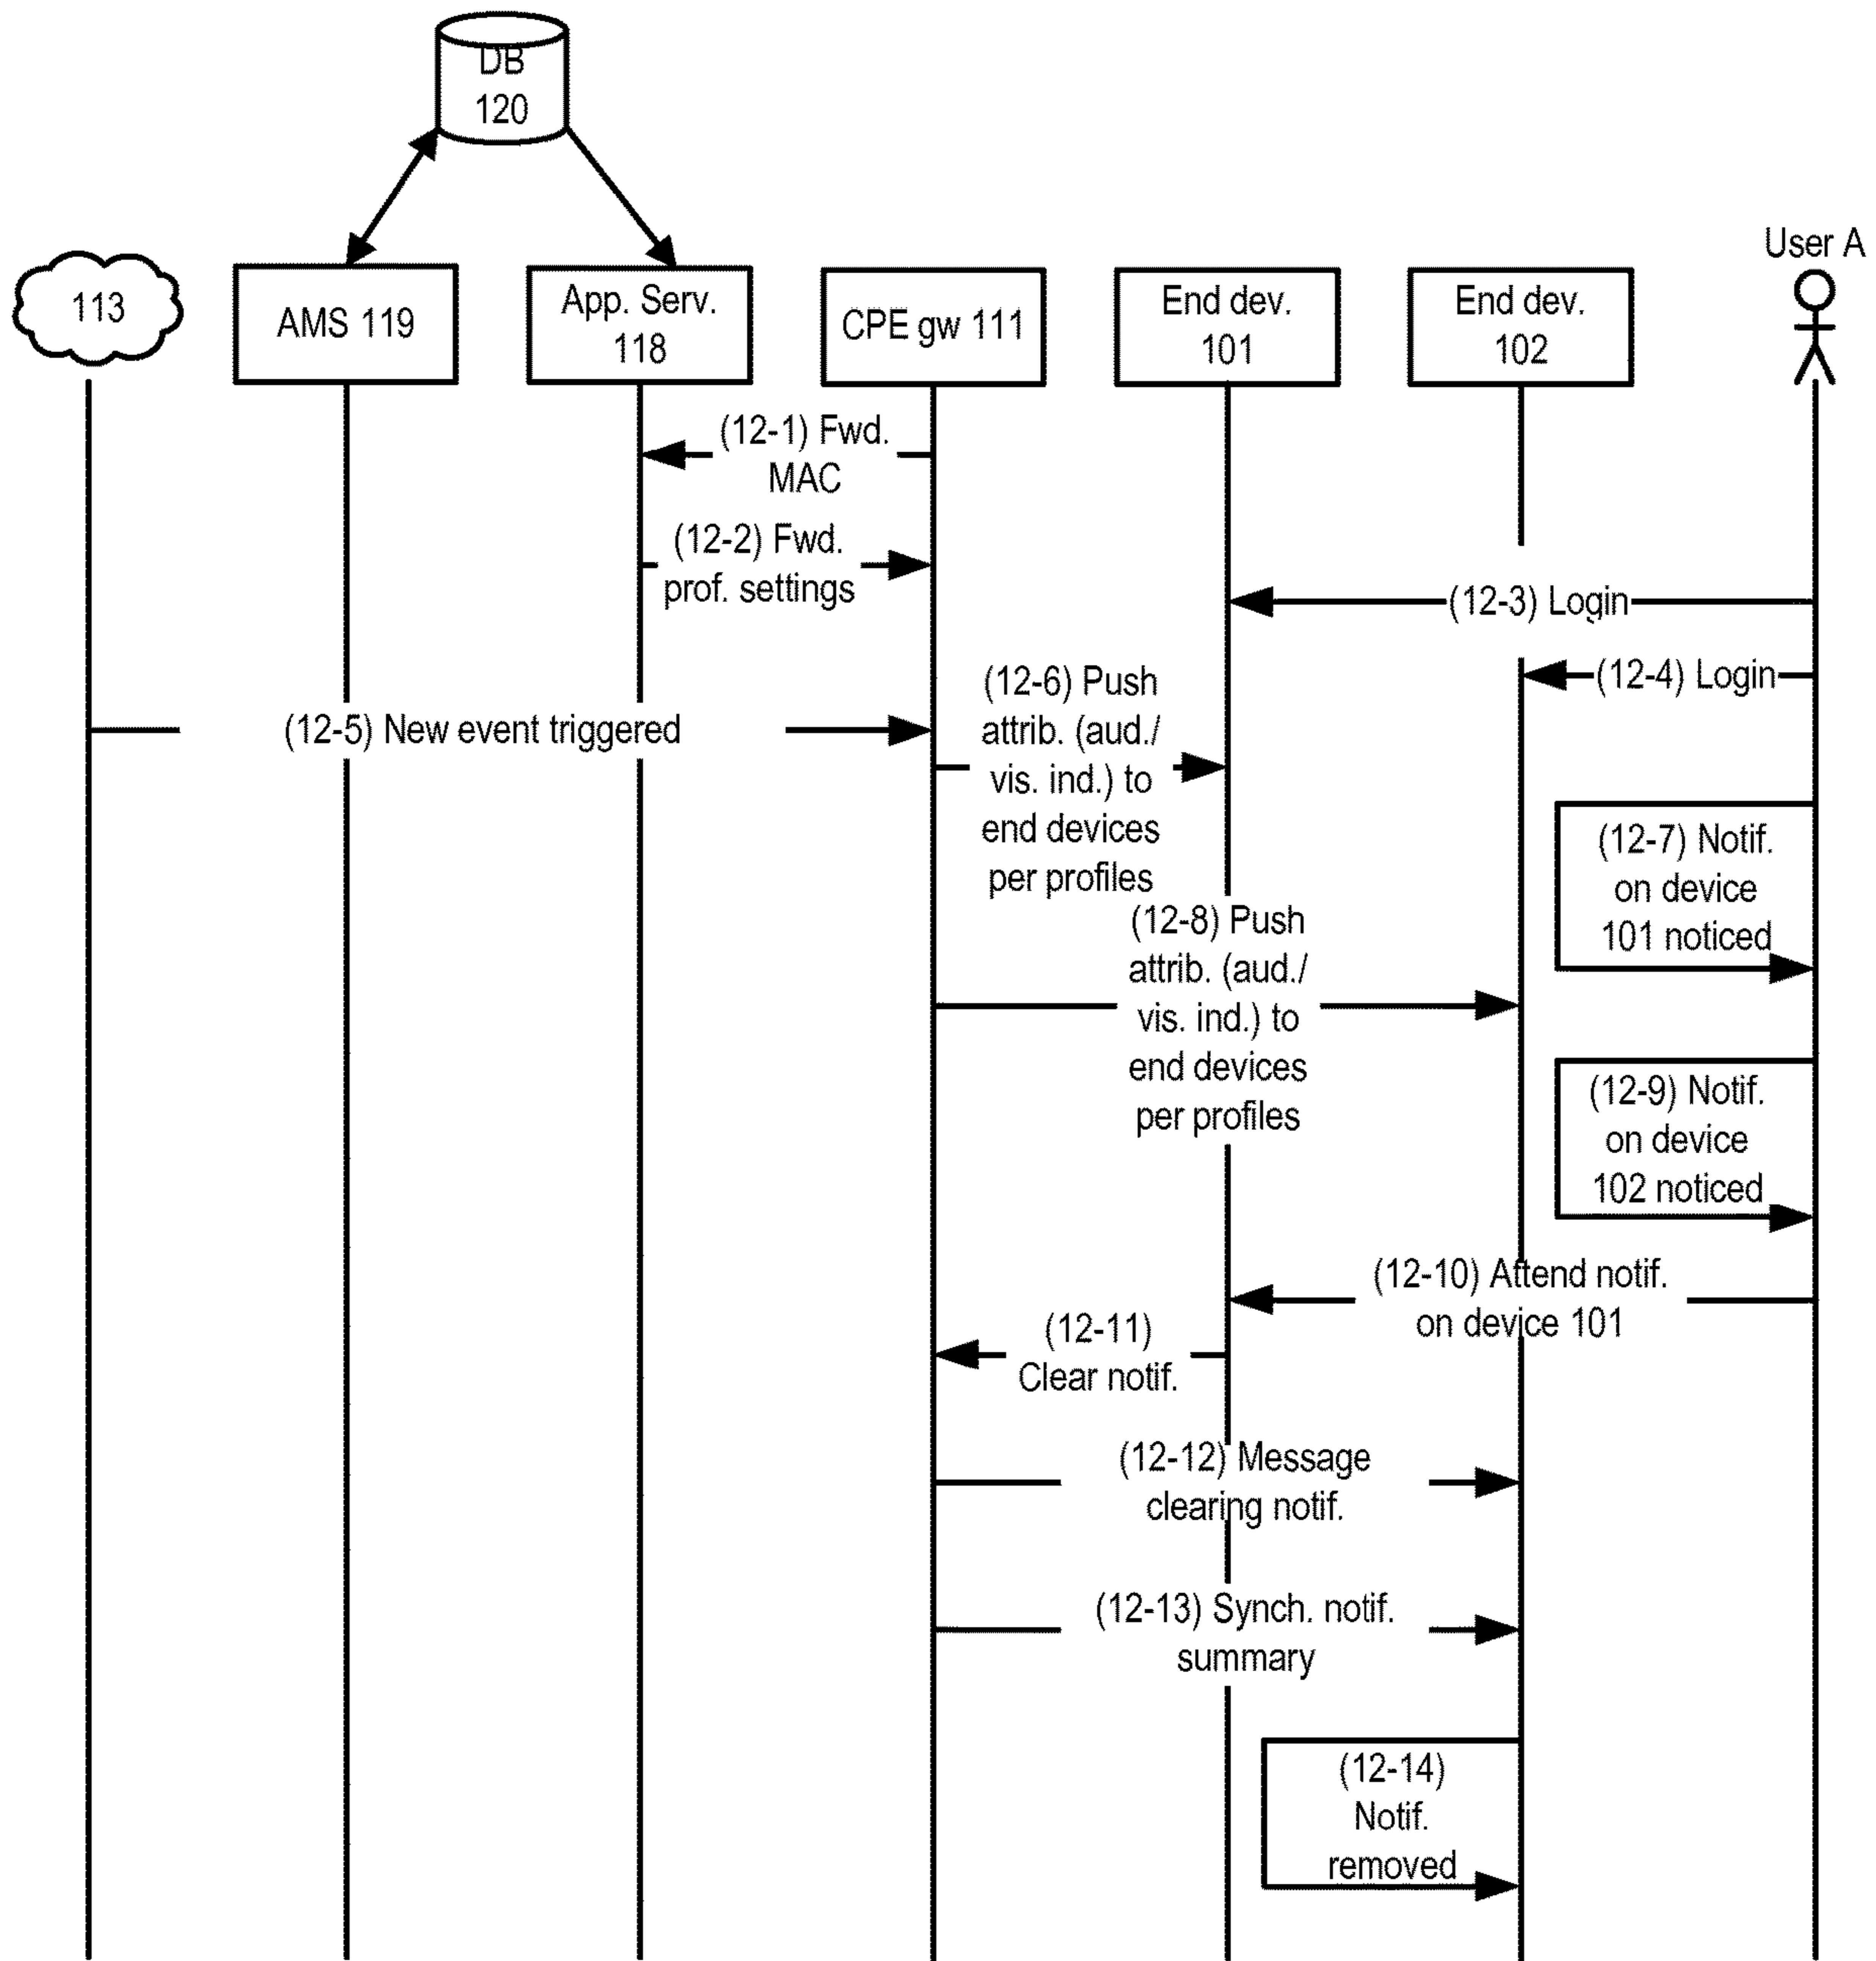 DB
120
User A
113
AMS 119
App. Serv.
118
CPE gw 111
End dev.
101
End dev.
102
(12-1) Fwd.
MAC
(12-2) Fwd.
prof. settings
(12-3) Login
(12-4) Login
(12-5) New event triggered
(12-6) Push
attrib. (aud./
vis. ind.) to
end devices
per profiles
(12-7) Notif.
on device
101 noticed
(12-8) Push
attrib. (aud./
vis. ind.) to
end devices
per profiles
(12-9) Notif.
on device
102 noticed
(12-10) Attend notif.
on device 101
(12-11)
Clear notif.
(12-12) Message
clearing notif.
(12-13) Synch. notif.
summary
(12-14)
Notif.
removed